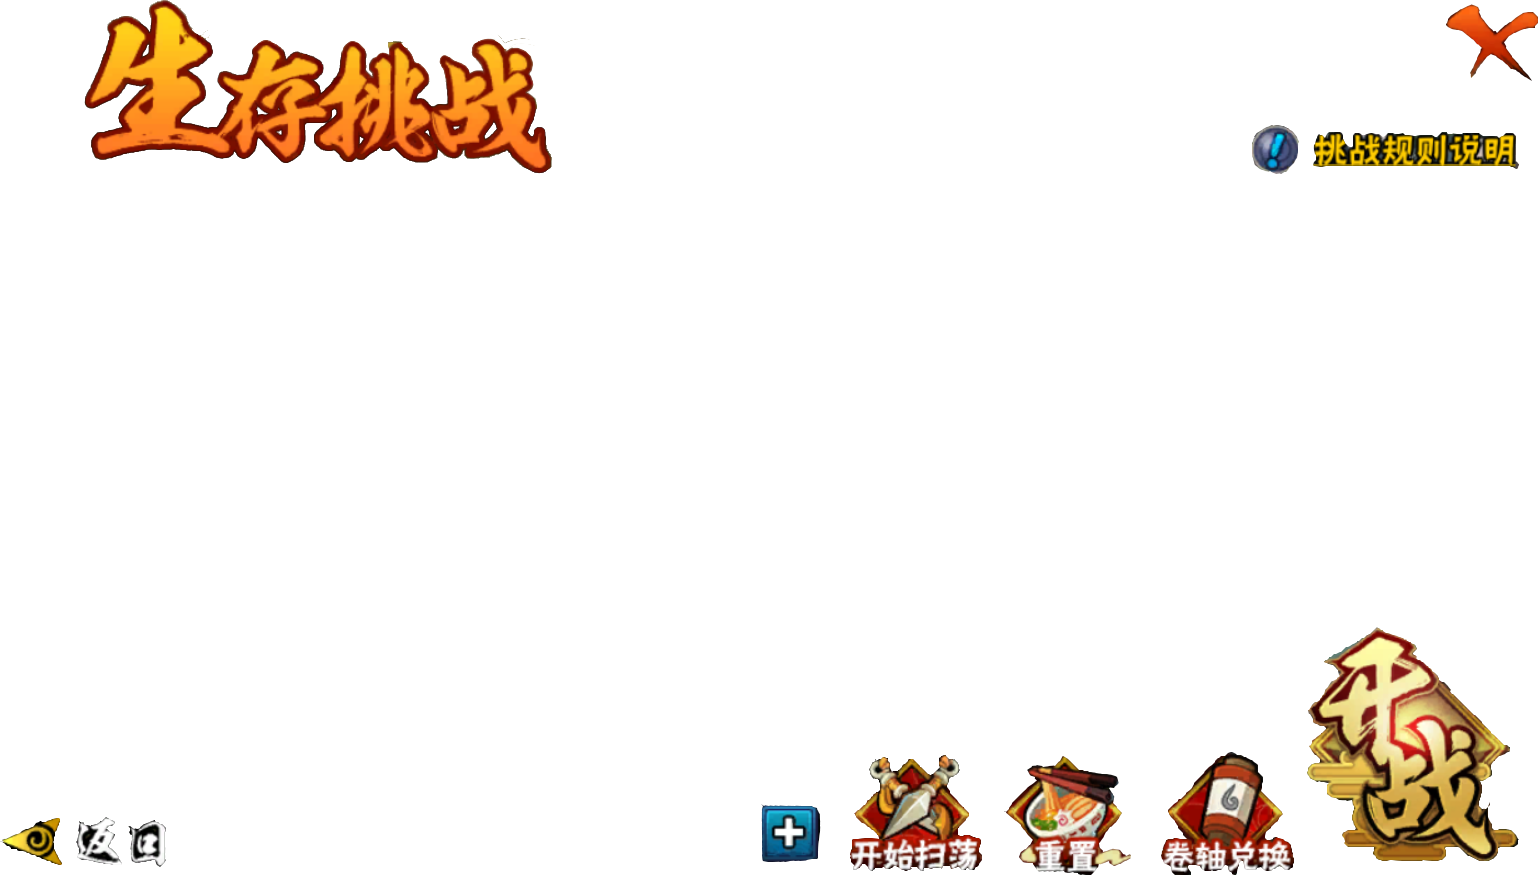 生存挑战
挑战规则说明
开战
返回
开始扫荡
重置
卷轴兑换